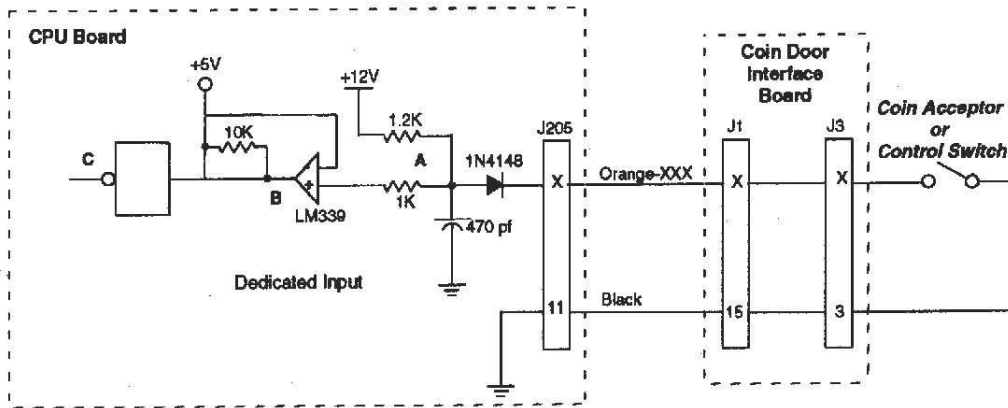 CPU Board
+5V
+12V
10K
1.2K
A
C
B
+
LM339
1K
1N4148
470 pf
Dedicated Input
J205
X
11
Orange-XXX
Black
Coin Door
Interface
Board
J1
X
15
J3
X
3
Coin Acceptor
or
Control Switch